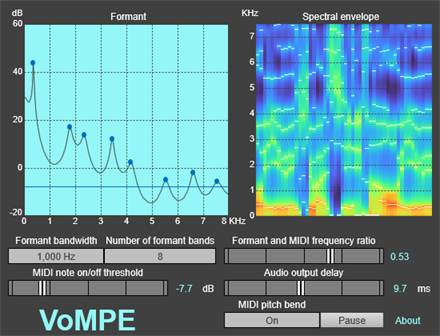 dB Formant
60
40
20
0
-20
0 1 2 3 4 5 6 7 8 KHz
KHz Spectral envelope
7
6
5
4
3
2
1
0
Formant bandwidth Number of formant bands
1,000 Hz 8
MIDI note on/off threshold
-7.7 dB
Formant and MIDI frequency ratio
0.53
Audio output delay
9.7 ms
MIDI pitch bend
On Pause About
VoMPE